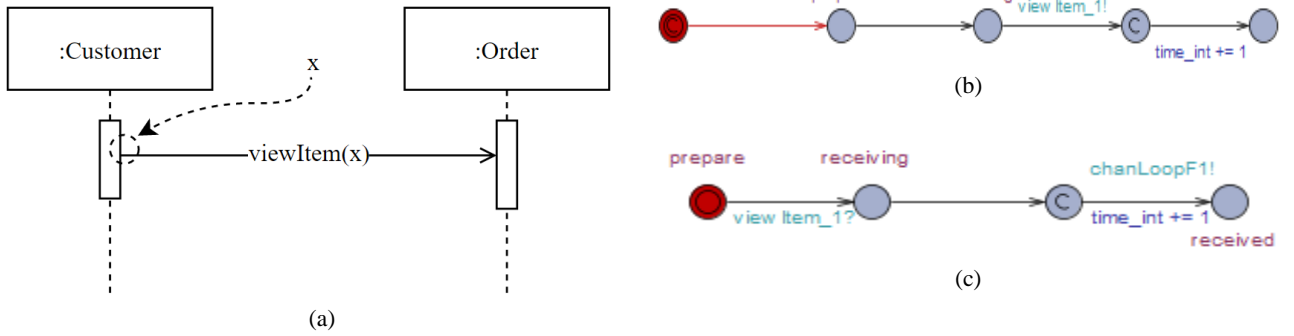 :Customer
:Order
x
viewItem(x)
(a)
view Item_1!
C
C
time_int += 1
(b)
prepare
receiving
chanLoopF1!
C
view Item_1?
time_int += 1
received
(c)